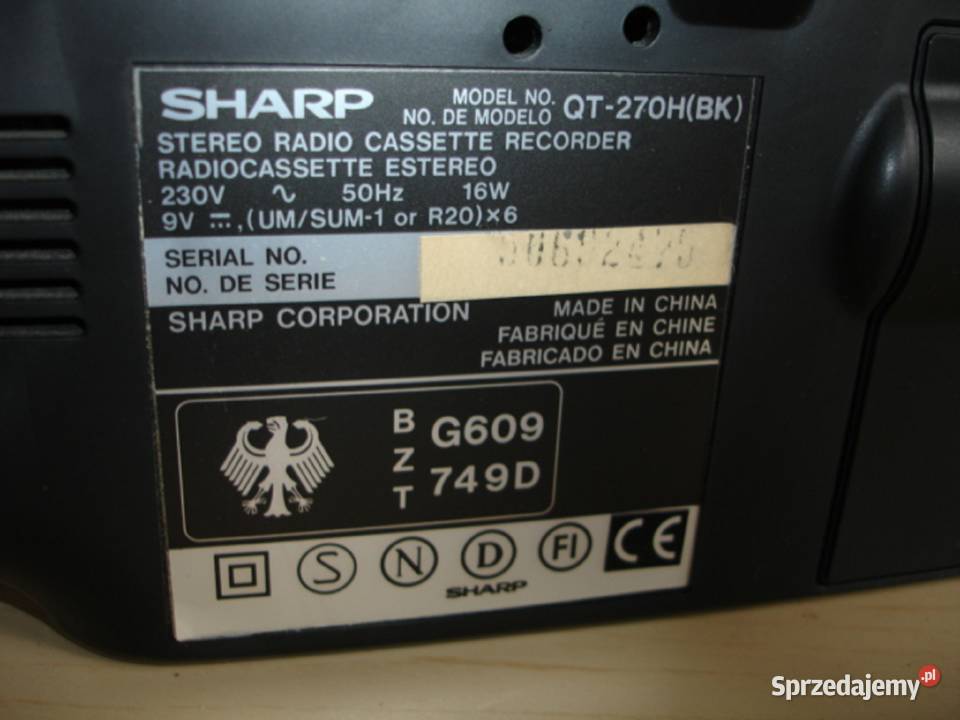 SHARP MODEL NO. NO. DE MODELO QT-270H(BK)
STEREO RADIO CASSETTE RECORDER
RADIOCASSETTE ESTEREO
230V ∿ 50Hz 16W
9V ⎓,(UM/SUM-1 or R20)×6
SERIAL NO.
NO. DE SERIE
SHARP CORPORATION
MADE IN CHINA
FABRIQUÉ EN CHINE
FABRICADO EN CHINA
BZT
G609
749D
S N D FI CE
SHARP
Sprzedajemy.pl